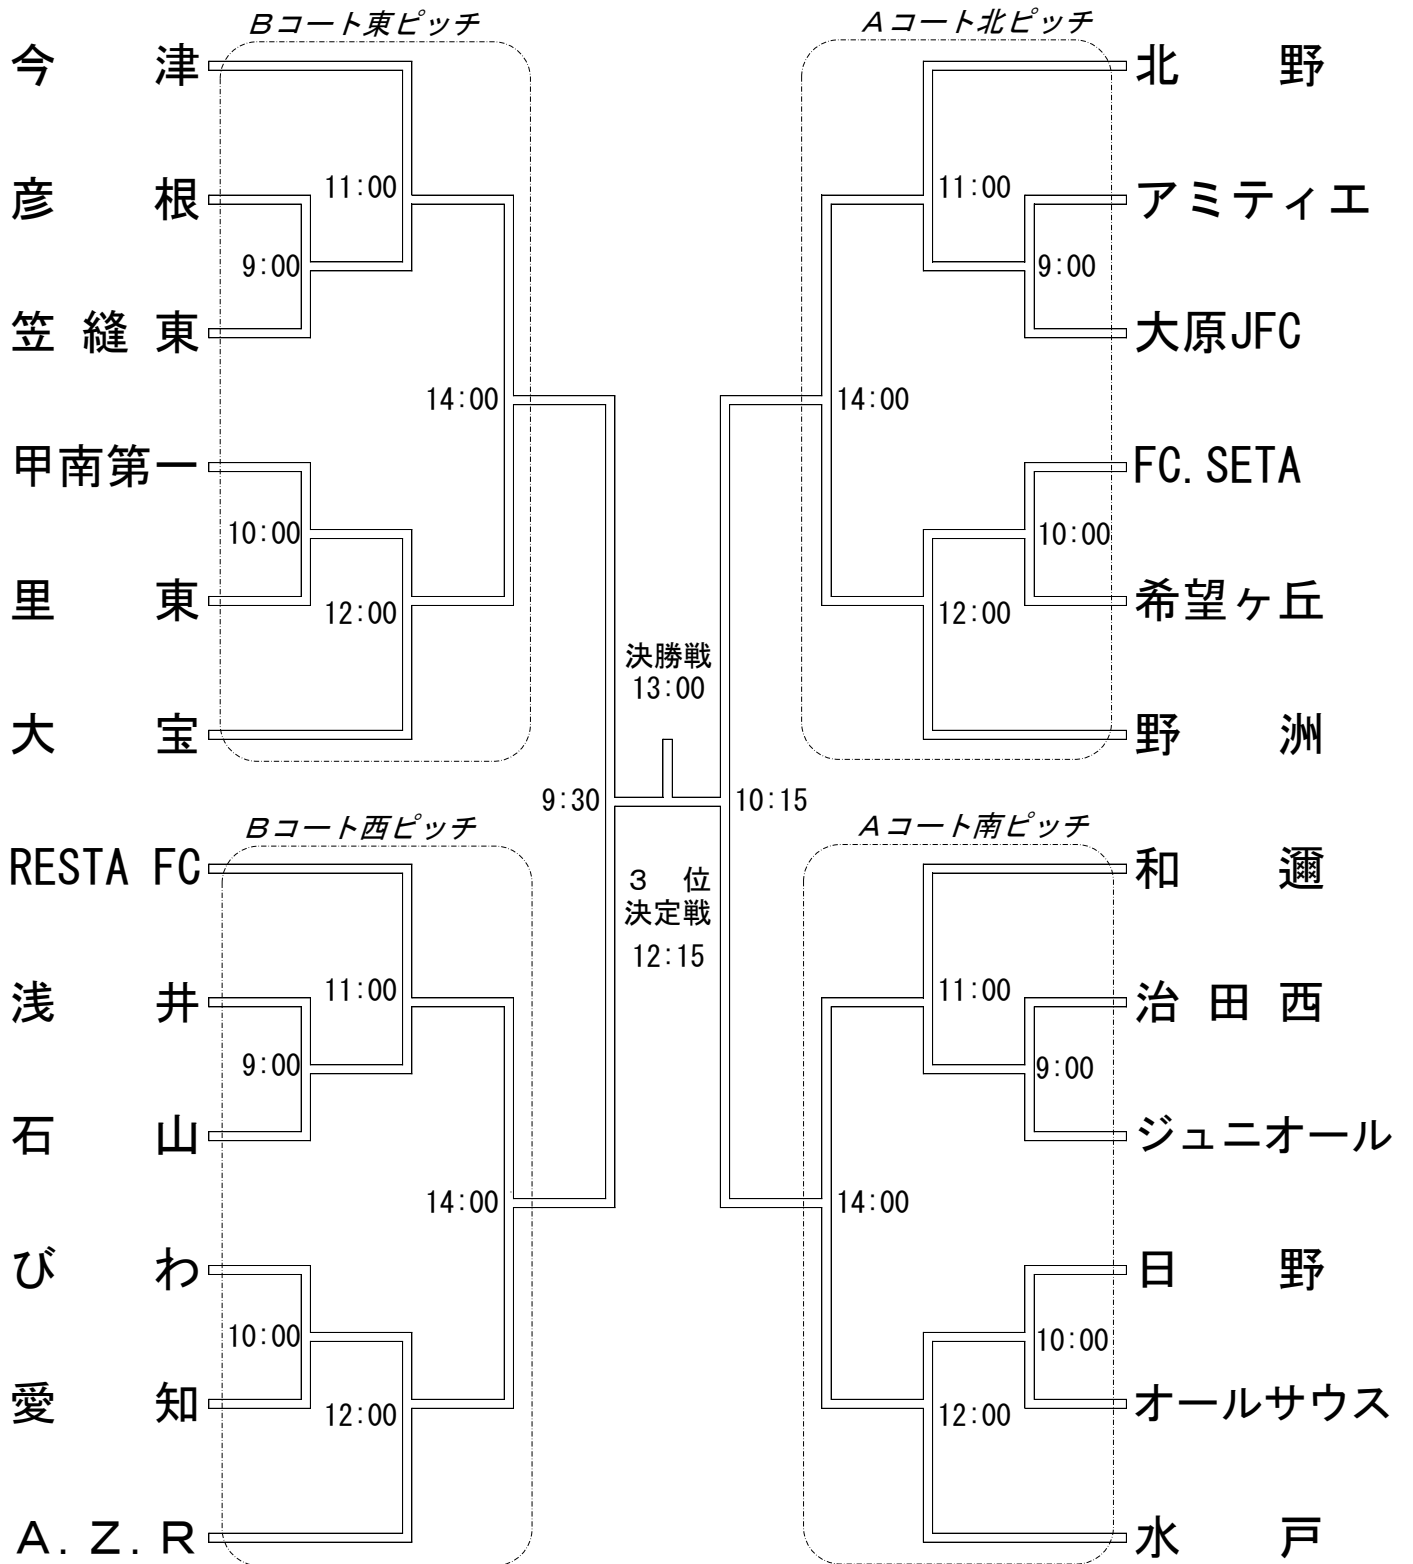 Bコート東ピッチ
今 津
彦 根
11:00
9:00
笠 縫 東
14:00
甲南第一
10:00
里 東
12:00
大 宝
Bコート西ピッチ
RESTA FC
浅 井
11:00
9:00
石 山
14:00
び わ
10:00
愛 知
12:00
A.Z.R
9:30
決勝戦
13:00
3 位
決定戦
12:15
10:15
Aコート北ピッチ
北 野
11:00
アミティエ
9:00
大原JFC
14:00
FC.SETA
10:00
希望ヶ丘
12:00
野 洲
Aコート南ピッチ
和 邇
11:00
治 田 西
9:00
ジュニオール
14:00
日 野
10:00
オールサウス
12:00
水 戸